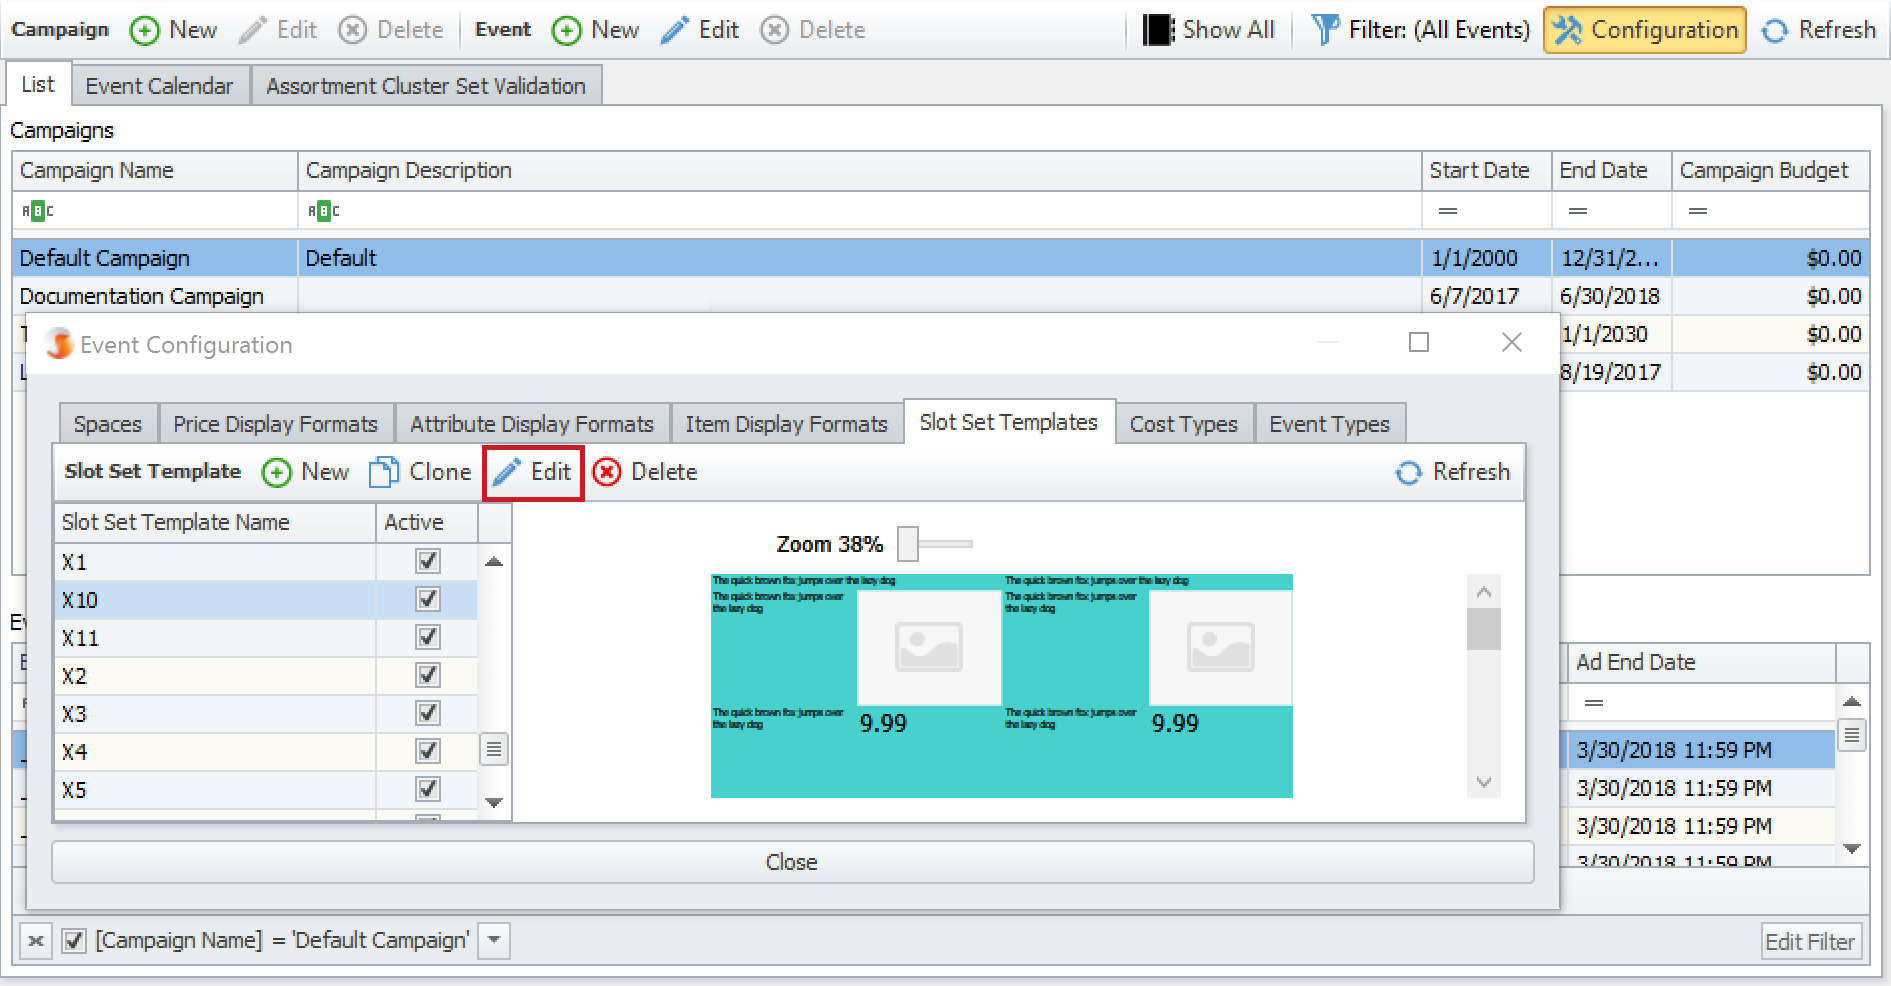 Campaign New Edit Delete Event New Edit Delete Show All Filter: (All Events) Configuration Refresh
List Event Calendar Assortment Cluster Set Validation
Campaigns
Campaign Name Campaign Description Start Date End Date Campaign Budget
ABC ABC = = =
Default Campaign Default 1/1/2000 12/31/2... $0.00
Documentation Campaign 6/7/2017 6/30/2018 $0.00
1/1/2030 $0.00
8/19/2017 $0.00
Event Configuration
Spaces Price Display Formats Attribute Display Formats Item Display Formats Slot Set Templates Cost Types Event Types
Slot Set Template New Clone Edit Delete Refresh
Slot Set Template Name Active
X1
X10
X11
X2
X3
X4
X5
Zoom 38%
The quick brown fox jumps over the lazy dog The quick brown fox jumps over the lazy dog
The quick brown fox jumps over The quick brown fox jumps over
the lazy dog the lazy dog
The quick brown fox jumps over The quick brown fox jumps over
the lazy dog the lazy dog
9.99 9.99
Close
Ad End Date
=
3/30/2018 11:59 PM
3/30/2018 11:59 PM
3/30/2018 11:59 PM
3/30/2018 11:59 PM
[Campaign Name] = 'Default Campaign' Edit Filter